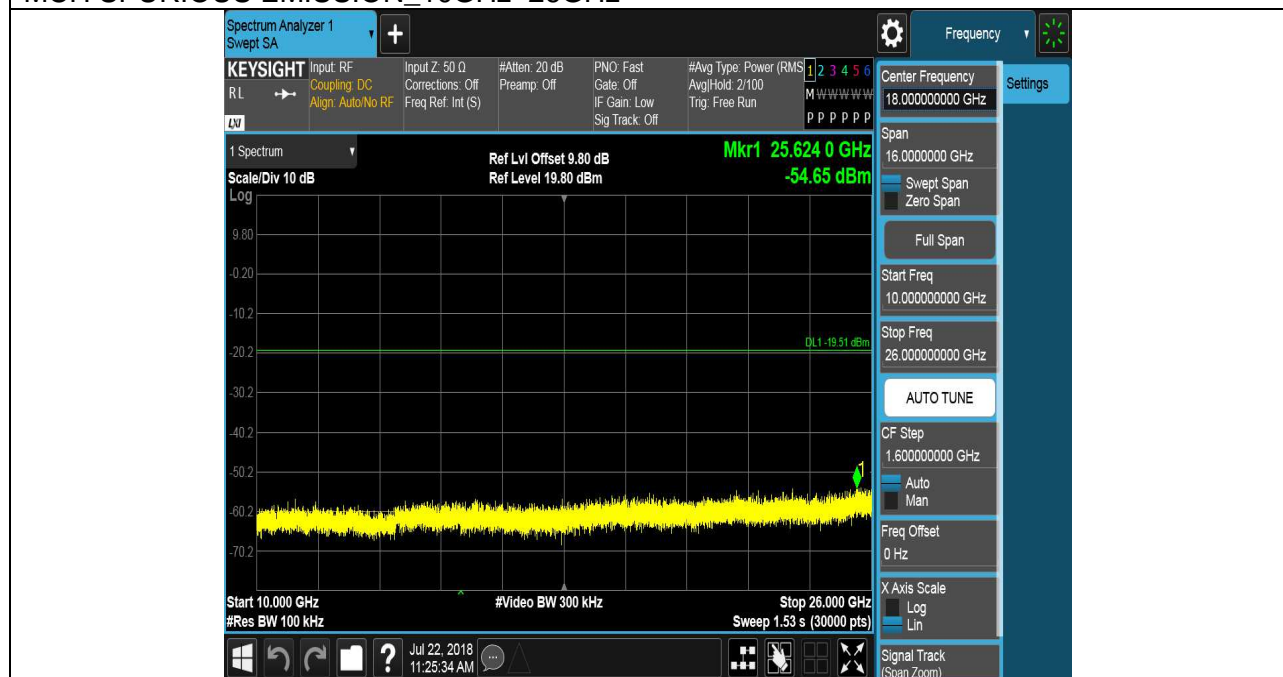 MCH SPURIOUS EMISSION_10GHz~26GHz
Spectrum Analyzer 1
Swept SA
Frequency
KEYSIGHT
RL
LXI
Input: RF
Coupling: DC
Align: Auto/No RF
Input Z: 50 Ω
Corrections: Off
Freq Ref: Int (S)
#Atten: 20 dB
Preamp: Off
PNO: Fast
Gate: Off
IF Gain: Low
Sig Track: Off
#Avg Type: Power (RMS
Avg|Hold: 2/100
Trig: Free Run
1 2 3 4 5 6
M W W W W W
P P P P P P
Center Frequency
18.000000000 GHz
Settings
1 Spectrum
Scale/Div 10 dB
Log
Ref Lvl Offset 9.80 dB
Ref Level 19.80 dBm
Mkr1 25.624 0 GHz
-54.65 dBm
9.80
-0.20
-10.2
-20.2
-30.2
-40.2
-50.2
-60.2
-70.2
DL1 -19.51 dBm
1
Start 10.000 GHz
#Res BW 100 kHz
#Video BW 300 kHz
Stop 26.000 GHz
Sweep 1.53 s (30000 pts)
Span
16.0000000 GHz
Swept Span
Zero Span
Full Span
Start Freq
10.000000000 GHz
Stop Freq
26.000000000 GHz
AUTO TUNE
CF Step
1.600000000 GHz
Auto
Man
Freq Offset
0 Hz
X Axis Scale
Log
Lin
Signal Track
(Span Zoom)
?
Jul 22, 2018
11:25:34 AM